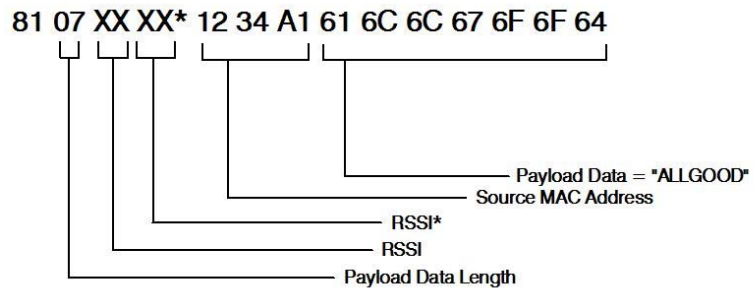 81 07 XX XX* 12 34 A1 61 6C 6C 67 6F 6F 64
Payload Data = "ALLGOOD"
Source MAC Address
RSSI*
RSSI
Payload Data Length